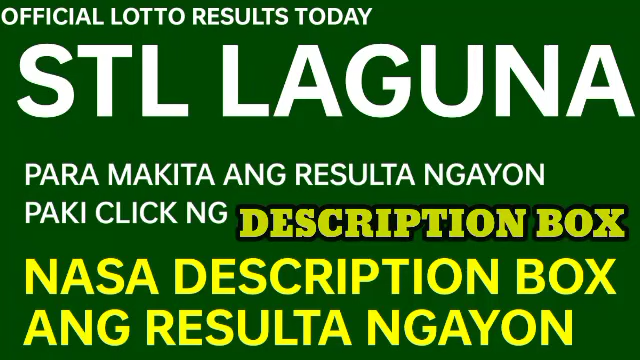 OFFICIAL LOTTO RESULTS TODAY
STL LAGUNA
PARA MAKITA ANG RESULTA NGAYON
PAKI CLICK NG DESCRIPTION BOX
NASA DESCRIPTION BOX
ANG RESULTA NGAYON